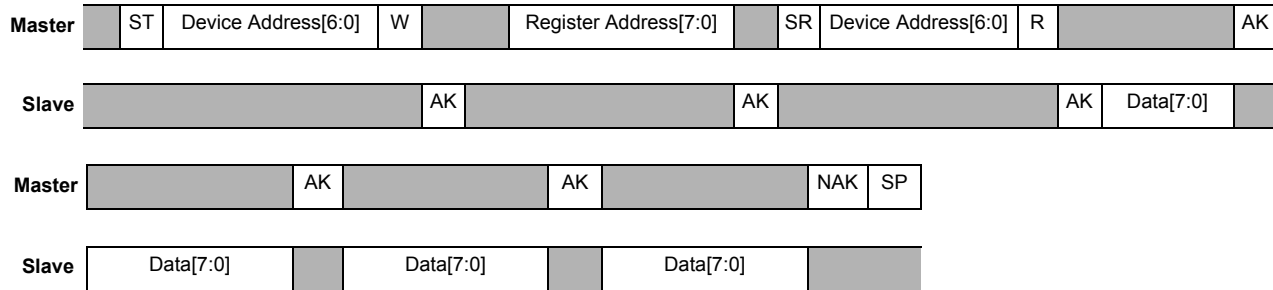 Master ST Device Address[6:0] W Register Address[7:0] SR Device Address[6:0] R AK
Slave AK AK AK Data[7:0]
Master AK AK NAK SP
Slave Data[7:0] Data[7:0] Data[7:0]